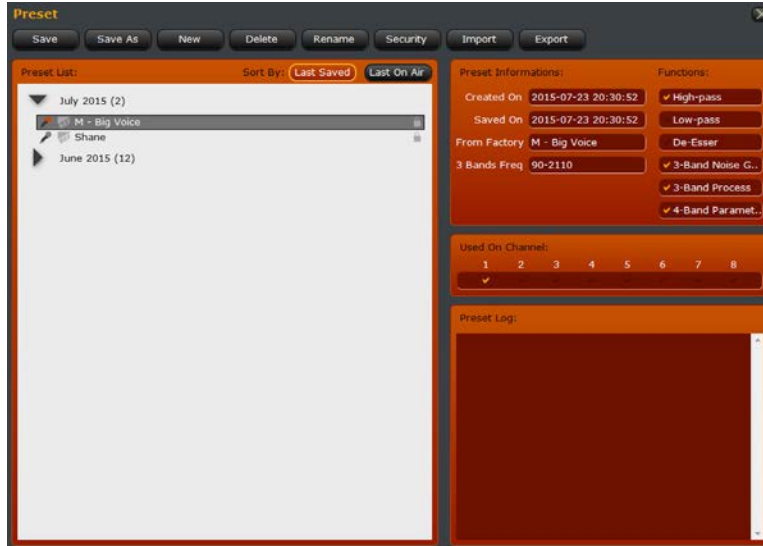 Preset
Save Save As New Delete Rename Security Import Export
Preset List: Sort By: Last Saved Last On Air
July 2015 (2)
M - Big Voice
Shane
June 2015 (12)
Preset Informations:
Created On 2015-07-23 20:30:52
Saved On 2015-07-23 20:30:52
From Factory M - Big Voice
3 Bands Freq 90-2110
Functions:
High-pass
Low-pass
De-Esser
3-Band Noise G..
3-Band Process
4-Band Paramet..
Used On Channel:
1 2 3 4 5 6 7 8
Preset Log: